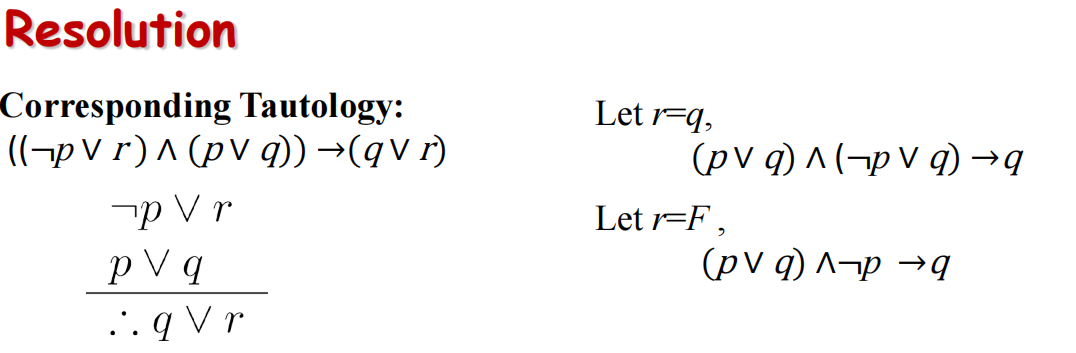 Resolution
Corresponding Tautology:
((¬p ∨ r) ∧ (p ∨ q)) →(q ∨ r)
¬p ∨ r
p ∨ q
∴ q ∨ r
Let r=q,
(p ∨ q) ∧ (¬p ∨ q) →q
Let r=F ,
(p ∨ q) ∧¬p →q